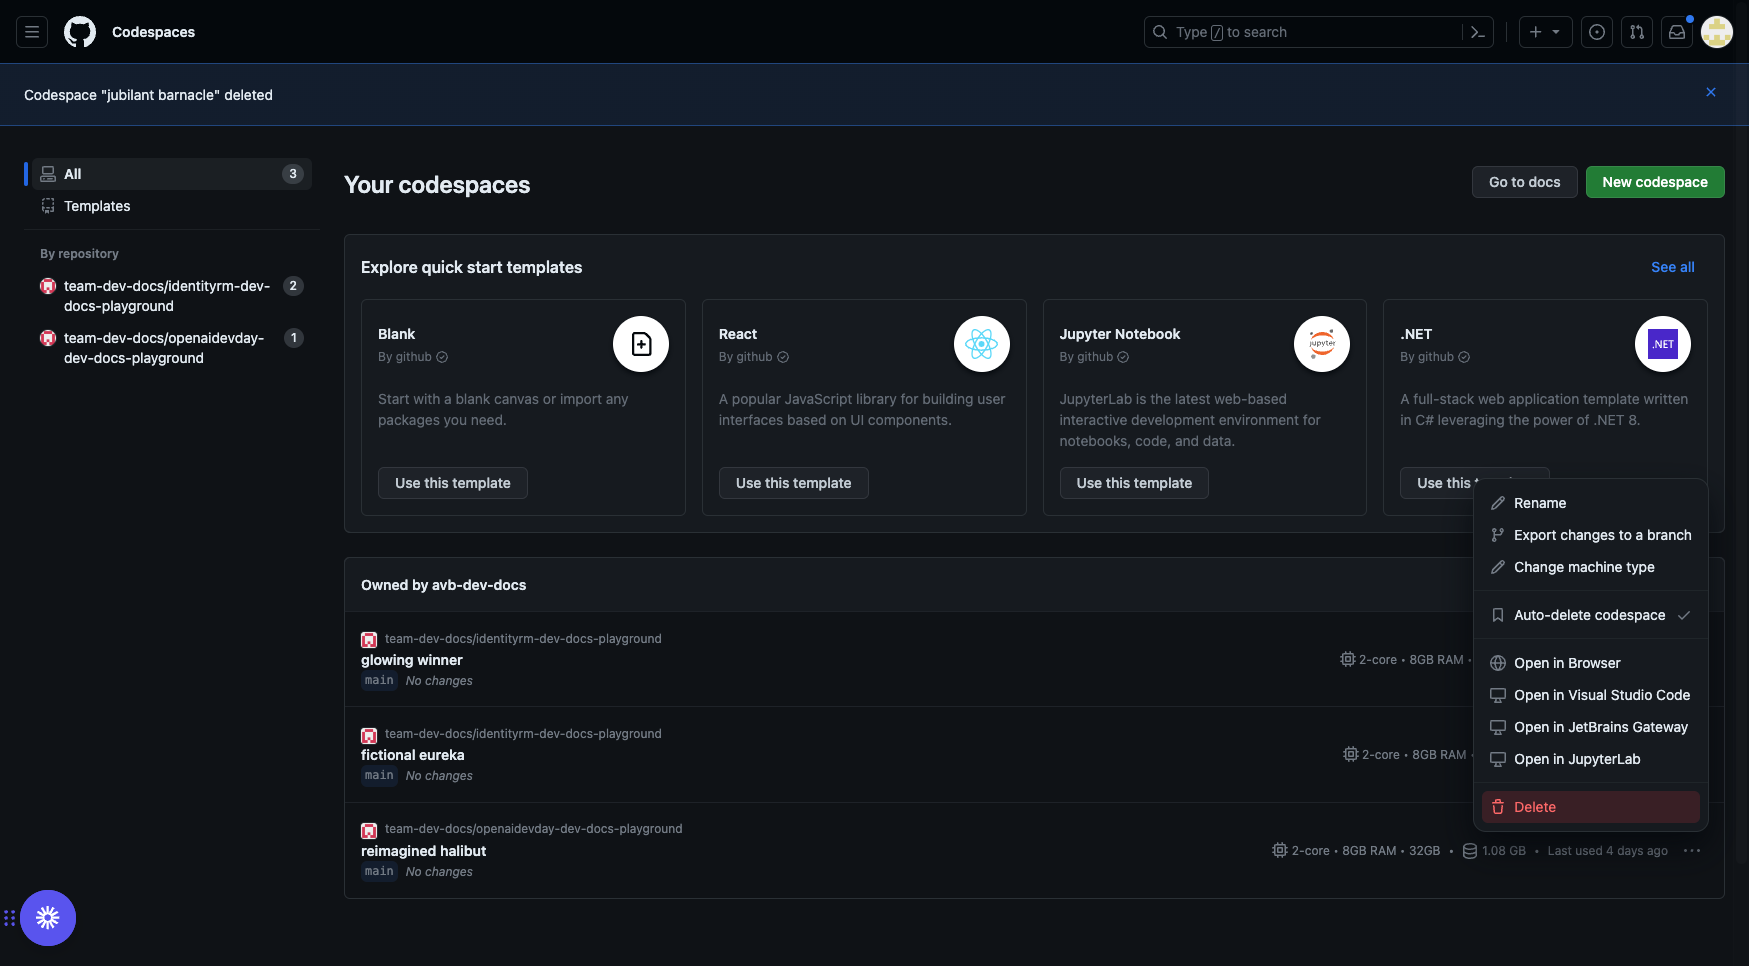 Codespaces
Type / to search
Codespace "jubilant barnacle" deleted
All 3
Templates
By repository
team-dev-docs/identityrm-dev-docs-playground 2
team-dev-docs/openaidevday-dev-docs-playground 1
Your codespaces
Go to docs
New codespace
Explore quick start templates
See all
Blank
By github
Start with a blank canvas or import any
packages you need.
Use this template
React
By github
A popular JavaScript library for building user
interfaces based on UI components.
Use this template
Jupyter Notebook
By github
jupyter
JupyterLab is the latest web-based
interactive development environment for
notebooks, code, and data.
Use this template
.NET
By github
.NET
A full-stack web application template written
in C# leveraging the power of .NET 8.
Use this
Rename
Export changes to a branch
Change machine type
Auto-delete codespace
Open in Browser
Open in Visual Studio Code
Open in JetBrains Gateway
Open in JupyterLab
Delete
Owned by avb-dev-docs
team-dev-docs/identityrm-dev-docs-playground
glowing winner
main No changes
2-core • 8GB RAM •
team-dev-docs/identityrm-dev-docs-playground
fictional eureka
main No changes
2-core • 8GB RAM •
team-dev-docs/openaidevday-dev-docs-playground
reimagined halibut
main No changes
2-core • 8GB RAM • 32GB • 1.08 GB • Last used 4 days ago ···